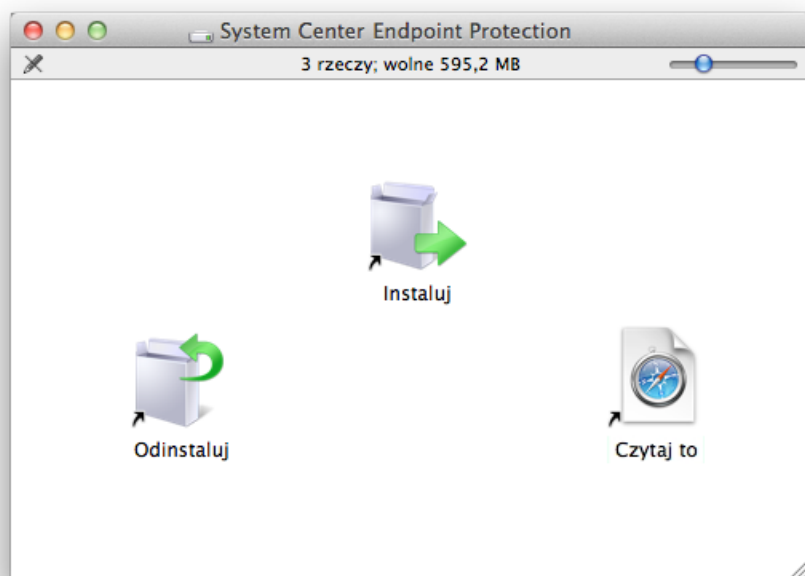 System Center Endpoint Protection
3 rzeczy; wolne 595,2 MB
Instaluj
Odinstaluj
Czytaj to